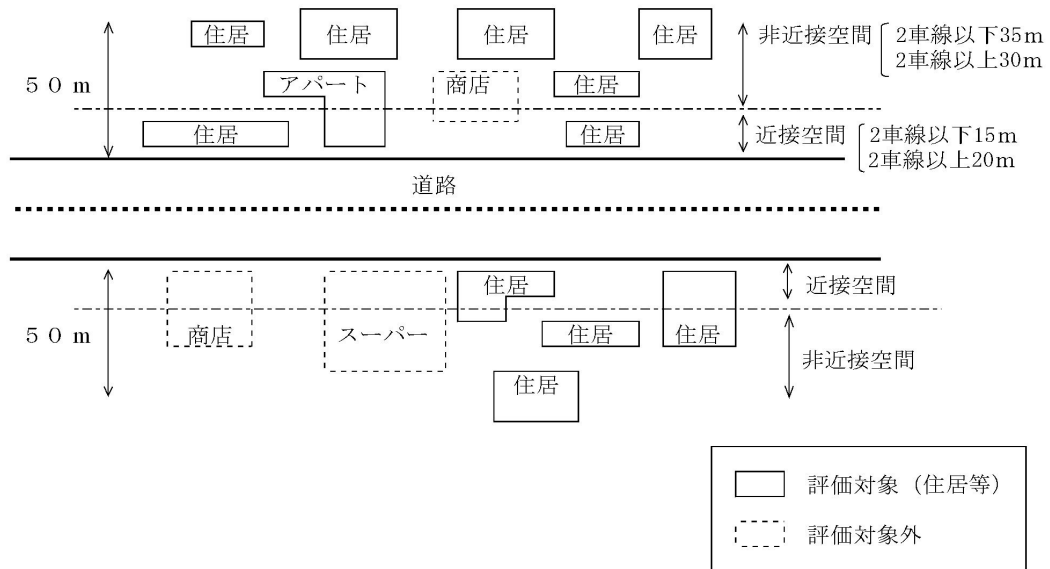 住居 住居 住居 住居
非近接空間 2車線以下35m
2車線以上30m
50m
アパート 商店 住居
住居 住居
近接空間 2車線以下15m
2車線以上20m
道路
住居
近接空間
50m
商店 スーパー 住居 住居
非近接空間
住居
評価対象（住居等）
評価対象外